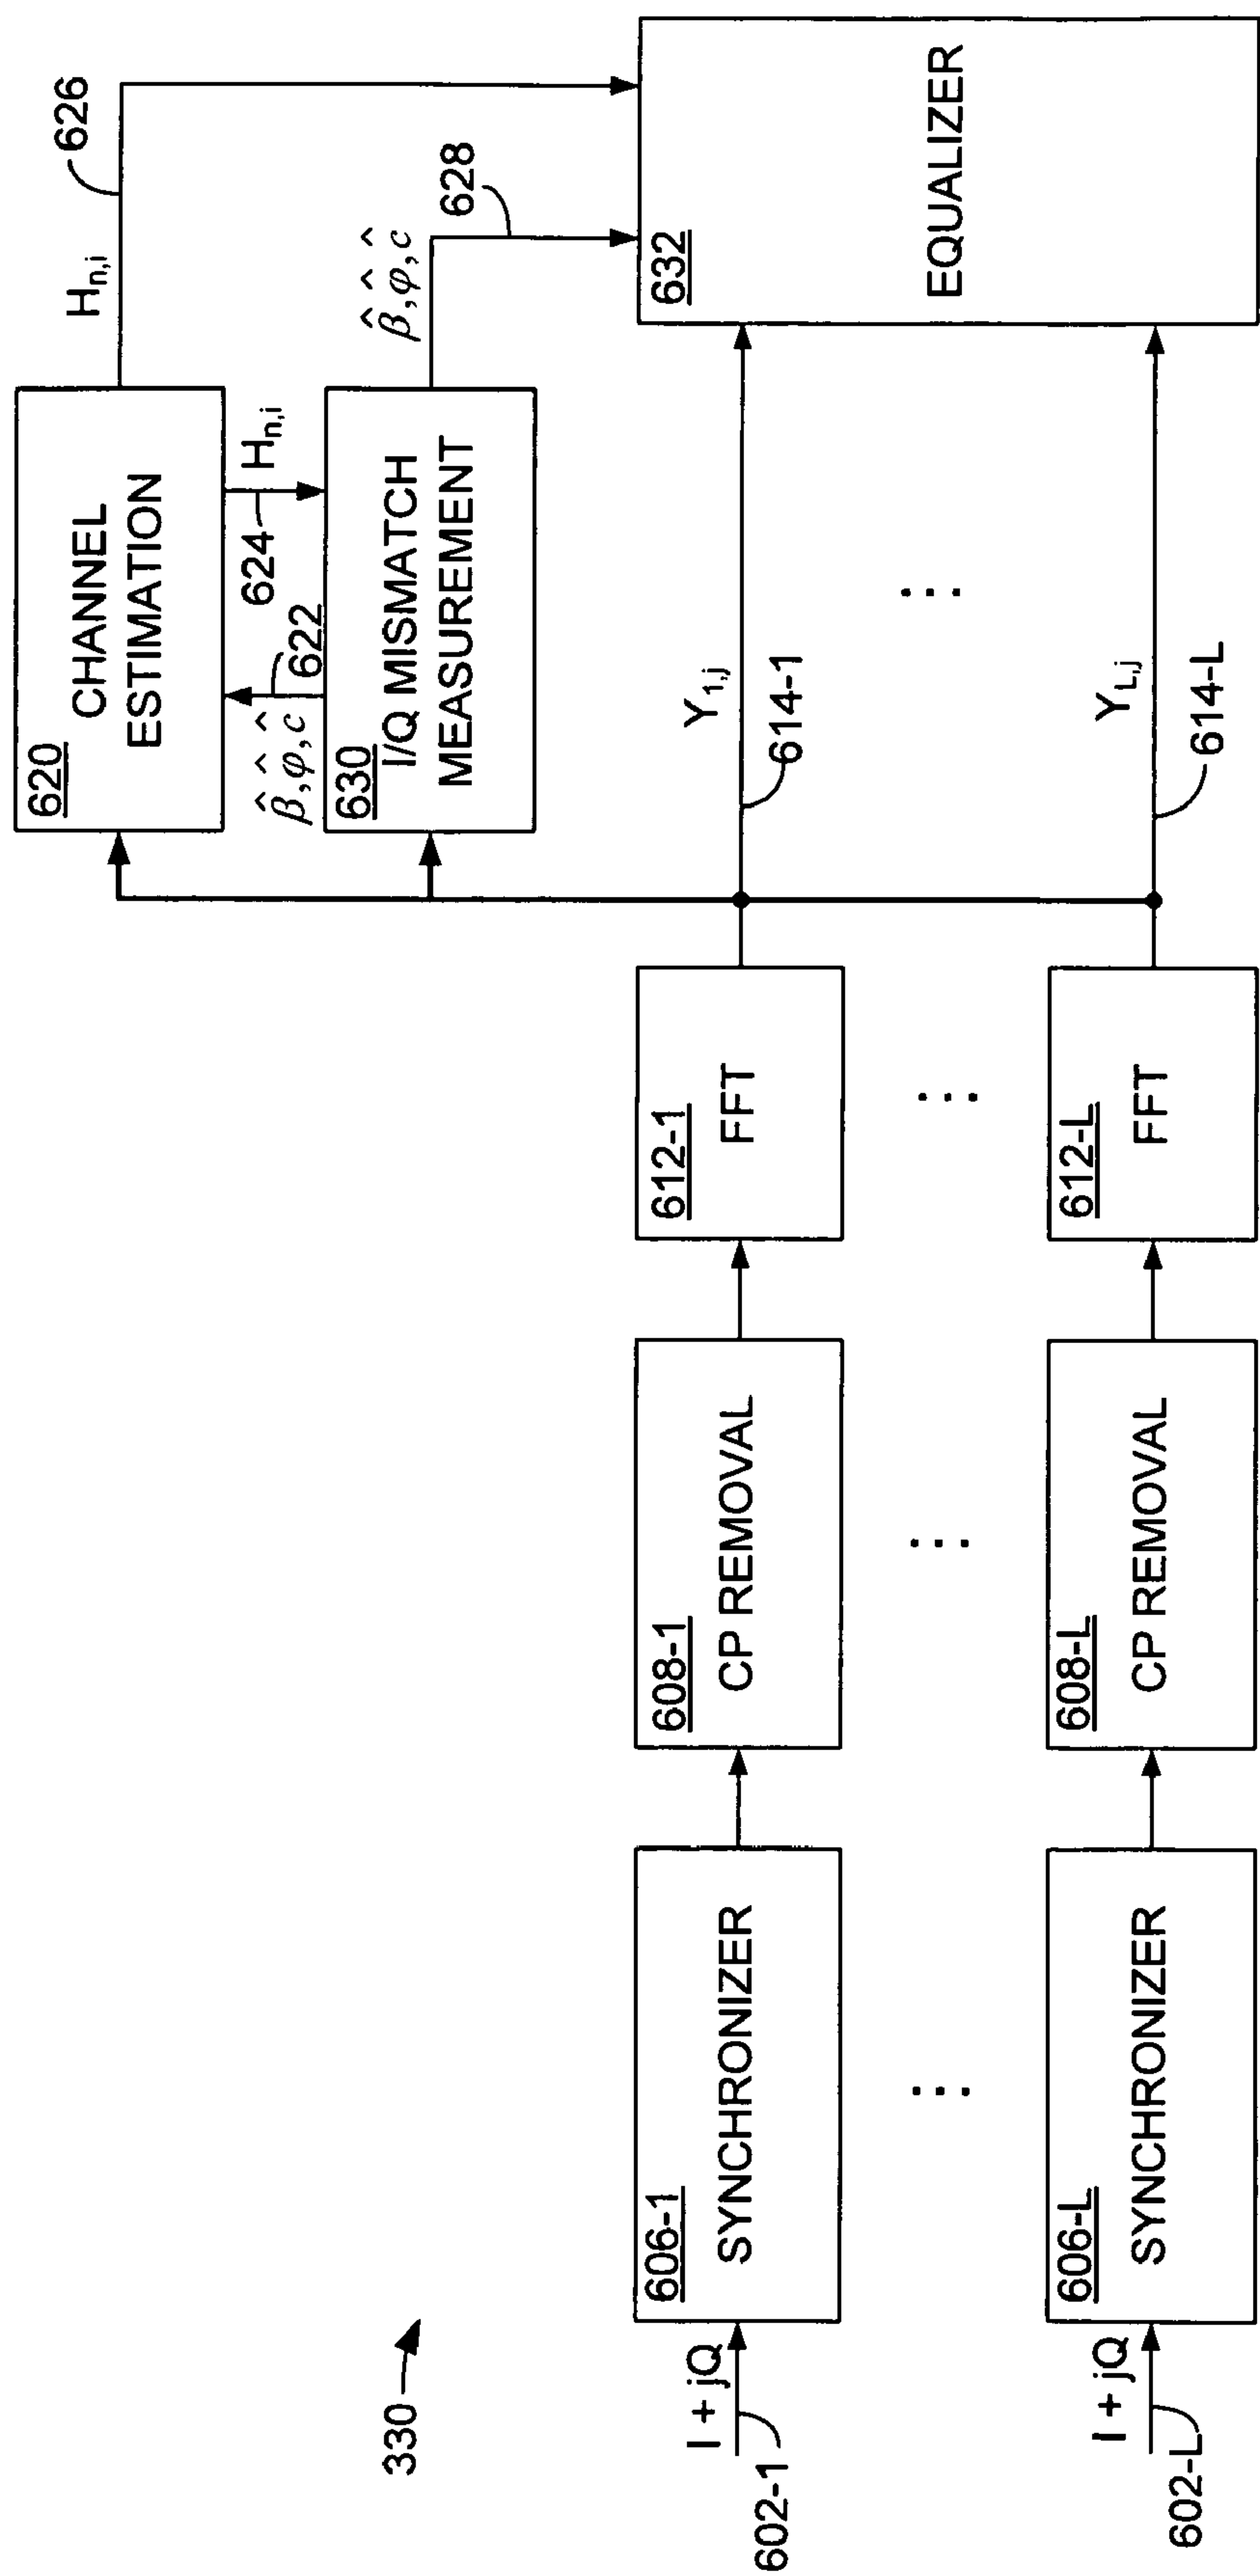 330
I + jQ
602-1
606-1
SYNCHRONIZER
608-1
CP REMOVAL
612-1
FFT
Y1,j
614-1
620
CHANNEL
ESTIMATION
β̂, φ̂, ĉ
622
624
Hn,i
630
I/Q MISMATCH
MEASUREMENT
Hn,i
626
β̂, φ̂, ĉ
628
632
EQUALIZER
...
...
...
...
I + jQ
602-L
606-L
SYNCHRONIZER
608-L
CP REMOVAL
612-L
FFT
YL,j
614-L